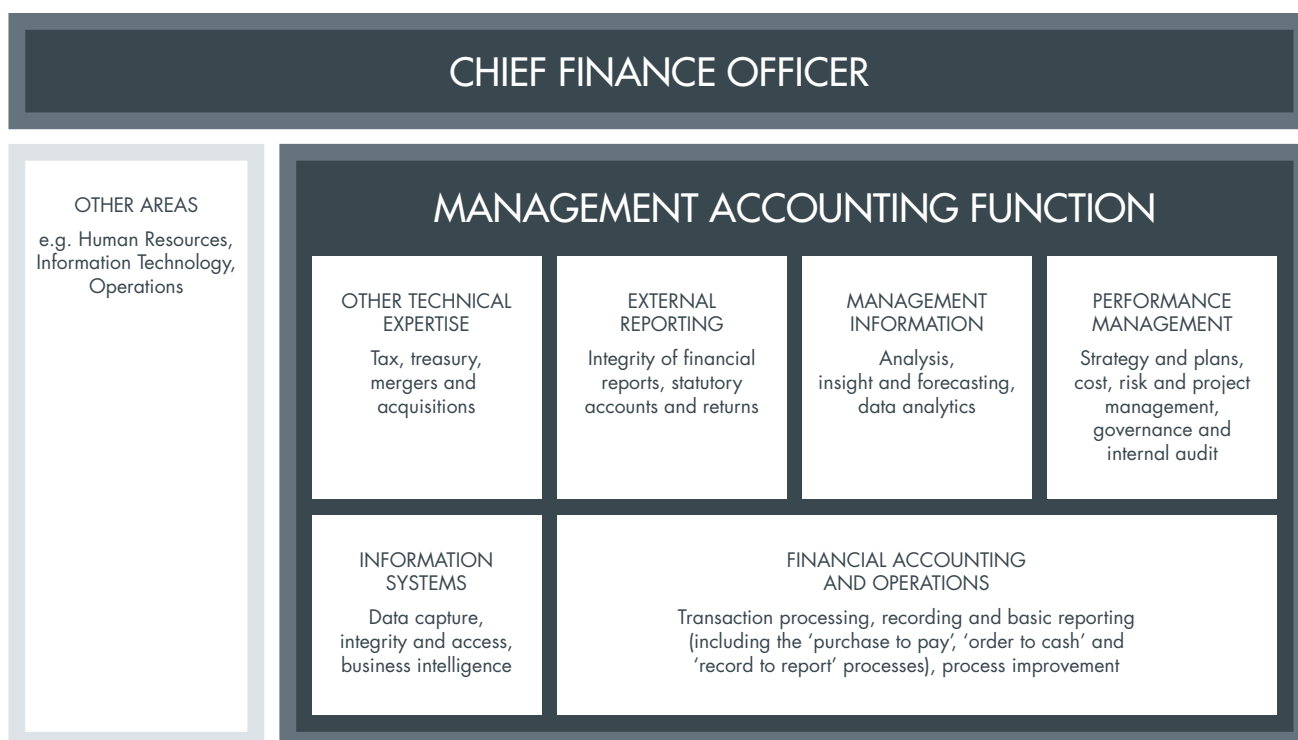 CHIEF FINANCE OFFICER
OTHER AREAS
e.g. Human Resources,
Information Technology,
Operations
MANAGEMENT ACCOUNTING FUNCTION
OTHER TECHNICAL
EXPERTISE
Tax, treasury,
mergers and
acquisitions
EXTERNAL
REPORTING
Integrity of financial
reports, statutory
accounts and returns
MANAGEMENT
INFORMATION
Analysis,
insight and forecasting,
data analytics
PERFORMANCE
MANAGEMENT
Strategy and plans,
cost, risk and project
management,
governance and
internal audit
INFORMATION
SYSTEMS
Data capture,
integrity and access,
business intelligence
FINANCIAL ACCOUNTING
AND OPERATIONS
Transaction processing, recording and basic reporting
(including the ‘purchase to pay’, ‘order to cash’ and
‘record to report’ processes), process improvement